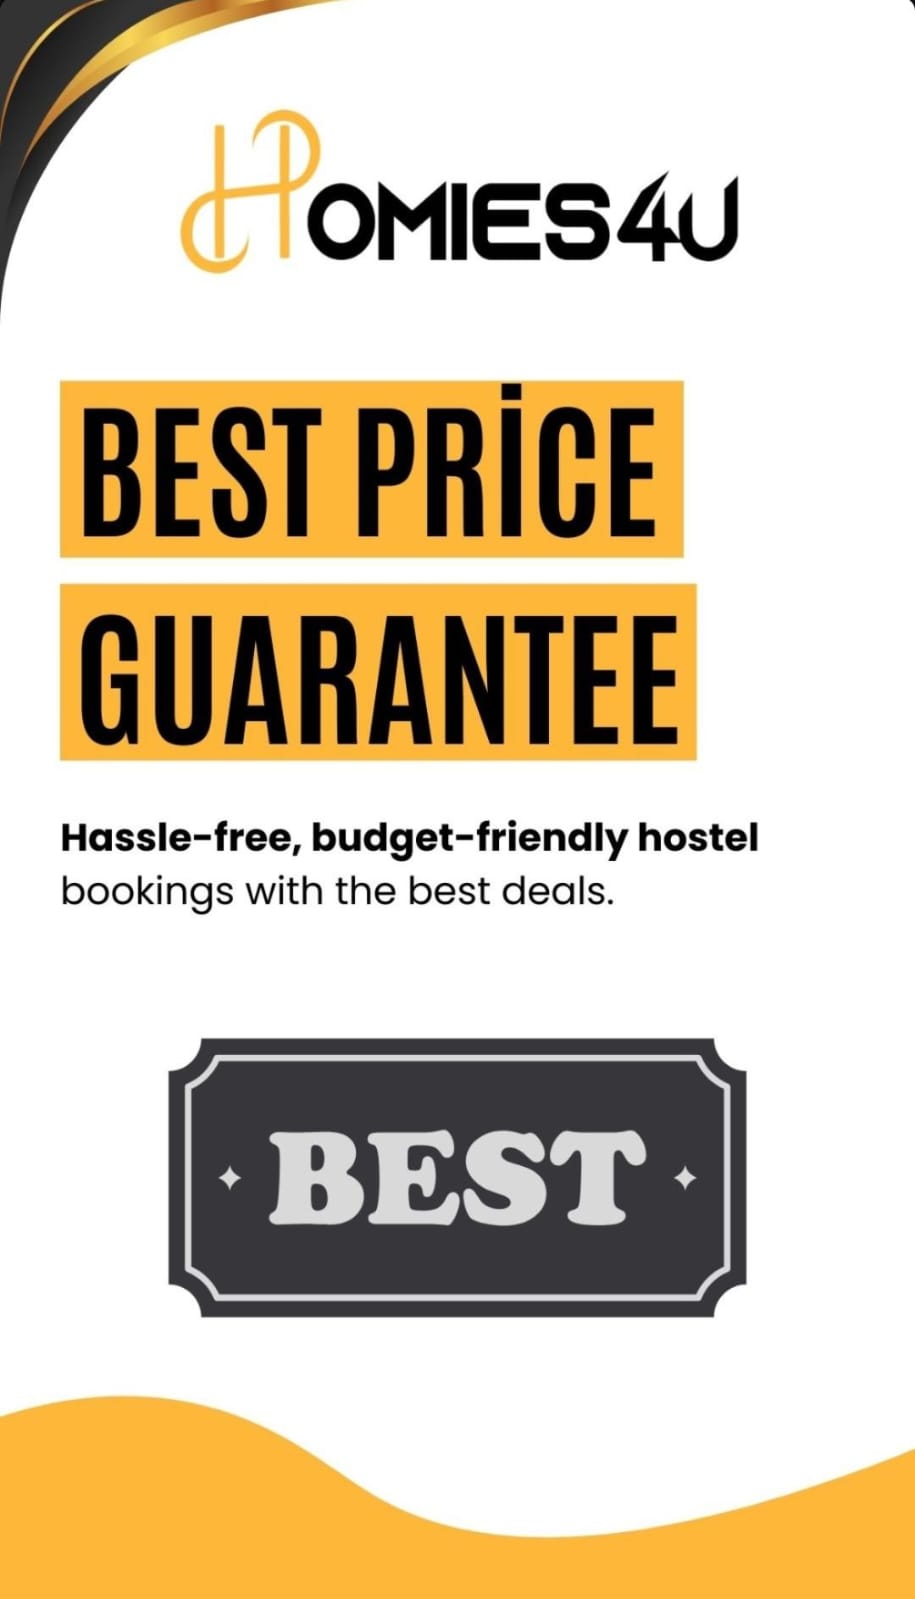 HOMIES4U
BEST PRİCE
GUARANTEE
Hassle-free, budget-friendly hostel
bookings with the best deals.
BEST